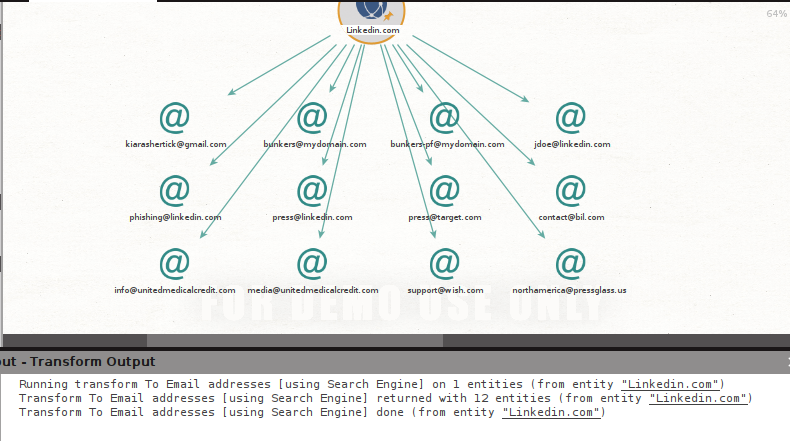 64%
Linkedin.com
kiarashertick@gmail.com bunkers@mydomain.com bunkers-pf@mydomain.com jdoe@linkedin.com
phishing@linkedin.com press@linkedin.com press@target.com contact@bil.com
info@unitedmedicalcredit.com media@unitedmedicalcredit.com support@wish.com northamerica@pressglass.us
FOR DEMO USE ONLY
out - Transform Output
Running transform To Email addresses [using Search Engine] on 1 entities (from entity "Linkedin.com")
Transform To Email addresses [using Search Engine] returned with 12 entities (from entity "Linkedin.com")
Transform To Email addresses [using Search Engine] done (from entity "Linkedin.com")